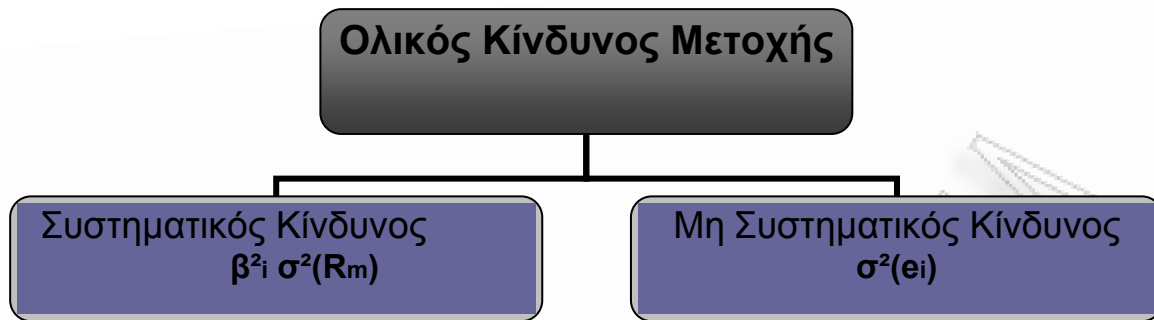 Ολικός Κίνδυνος Μετοχής
Συστηματικός Κίνδυνος
β²i σ²(Rm)
Μη Συστηματικός Κίνδυνος
σ²(ei)